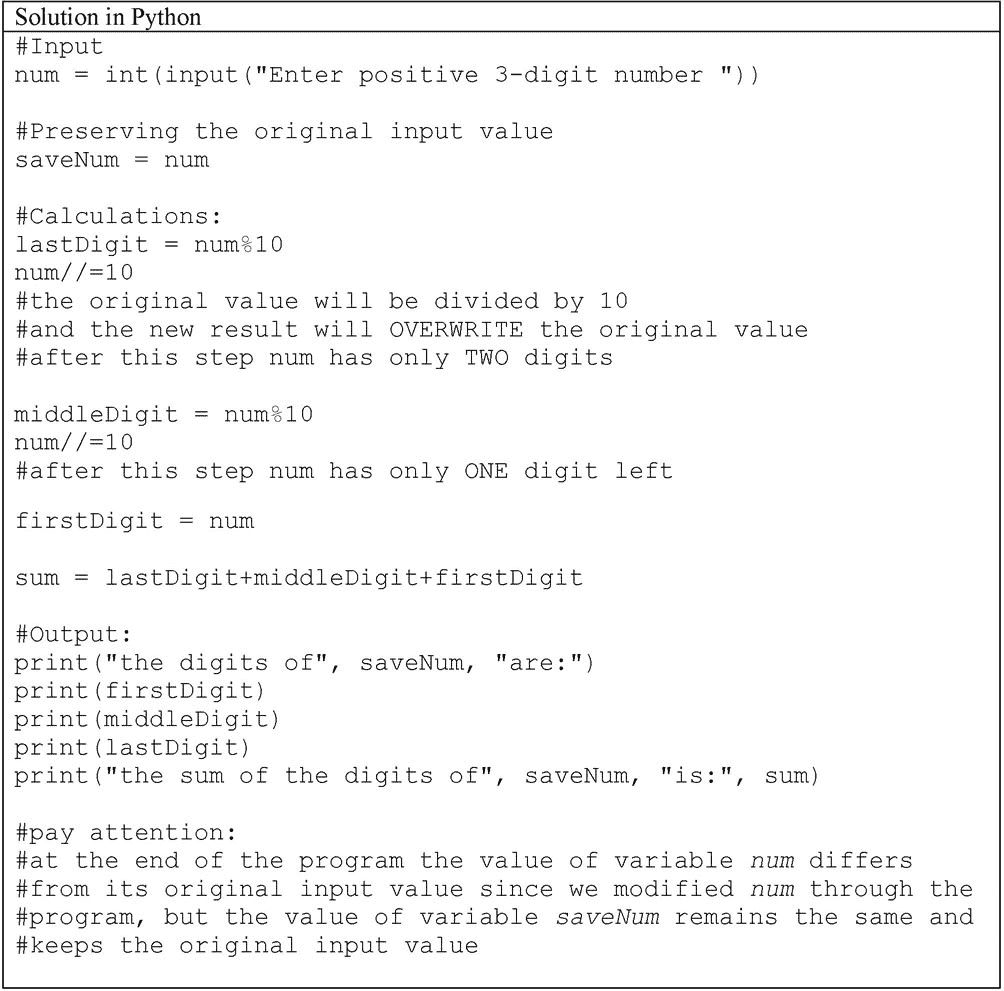 Solution in Python
#Input
num = int(input("Enter positive 3-digit number "))
#Preserving the original input value
saveNum = num
#Calculations:
lastDigit = num%10
num//=10
#the original value will be divided by 10
#and the new result will OVERWRITE the original value
#after this step num has only TWO digits
middleDigit = num%10
num//=10
#after this step num has only ONE digit left
firstDigit = num
sum = lastDigit+middleDigit+firstDigit
#Output:
print("the digits of", saveNum, "are:")
print(firstDigit)
print(middleDigit)
print(lastDigit)
print("the sum of the digits of", saveNum, "is:", sum)
#pay attention:
#at the end of the program the value of variable num differs
#from its original input value since we modified num through the
#program, but the value of variable saveNum remains the same and
#keeps the original input value